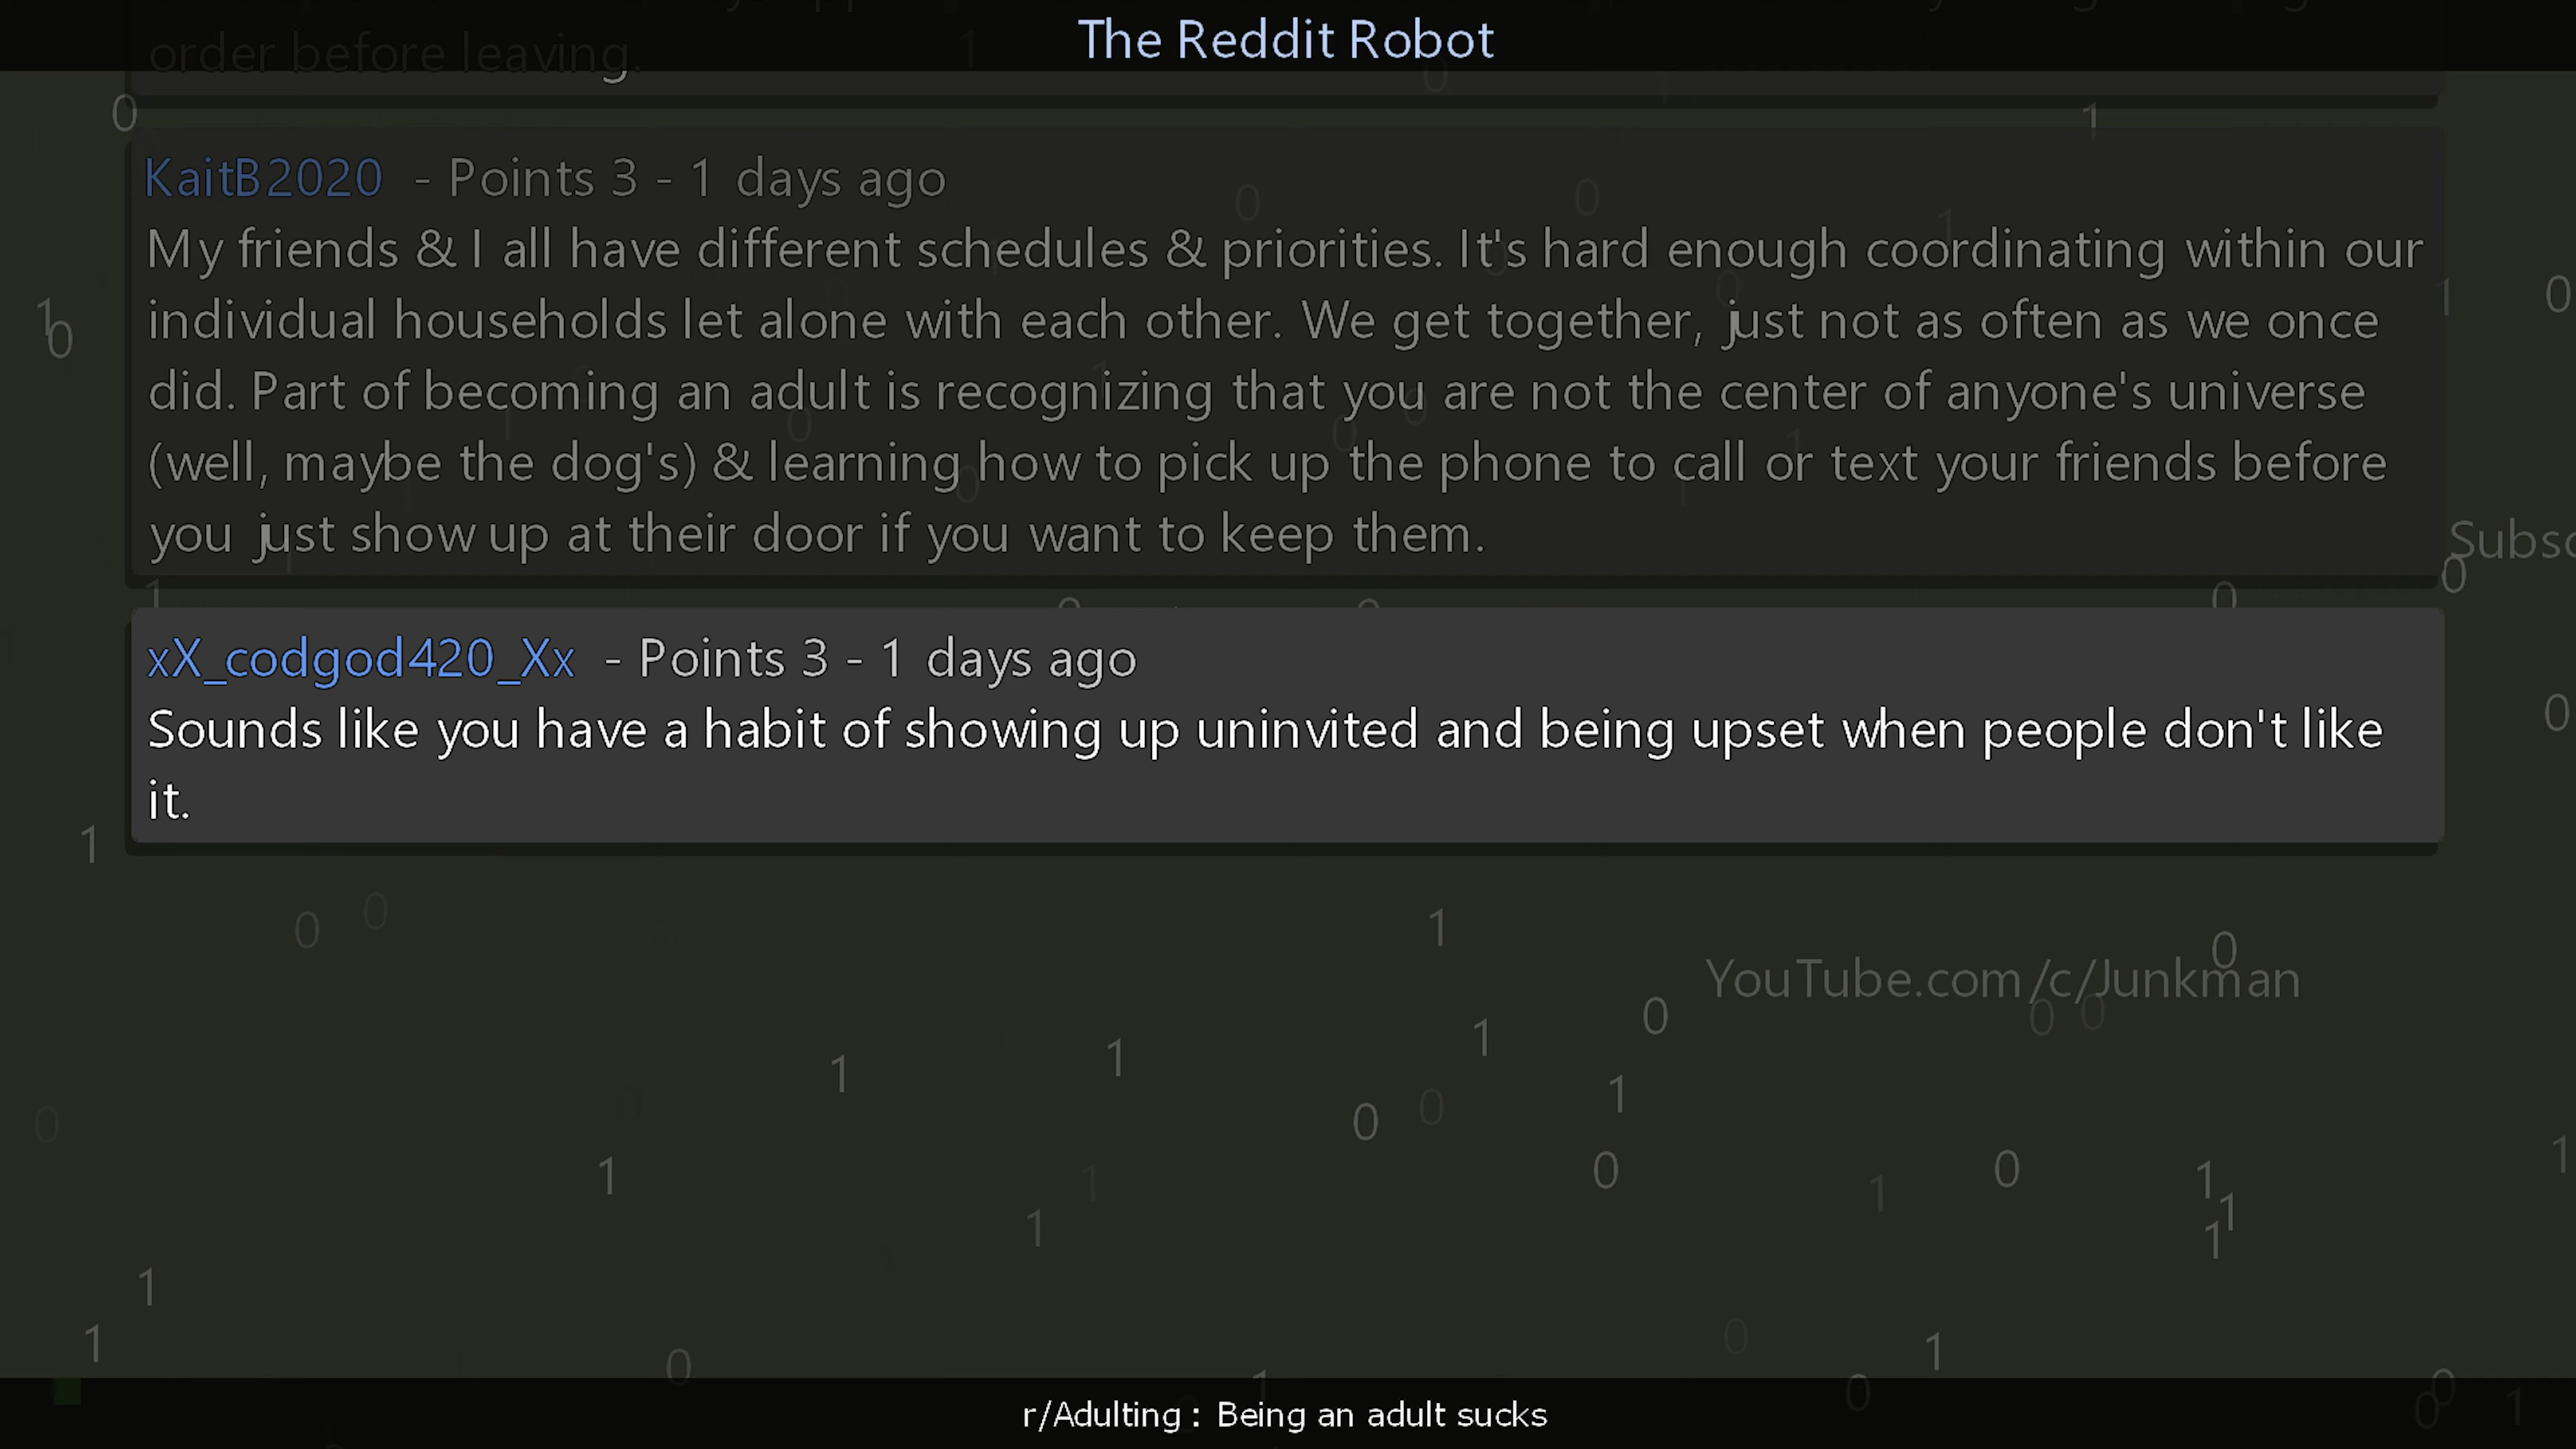 The Reddit Robot
order before leaving.
KaitB2020 - Points 3 - 1 days ago
My friends & I all have different schedules & priorities. It's hard enough coordinating within our
individual households let alone with each other. We get together, just not as often as we once
did. Part of becoming an adult is recognizing that you are not the center of anyone's universe
(well, maybe the dog's) & learning how to pick up the phone to call or text your friends before
you just show up at their door if you want to keep them.
xX_codgod420_Xx - Points 3 - 1 days ago
Sounds like you have a habit of showing up uninvited and being upset when people don't like
it.
YouTube.com/c/Junkman
r/Adulting : Being an adult sucks